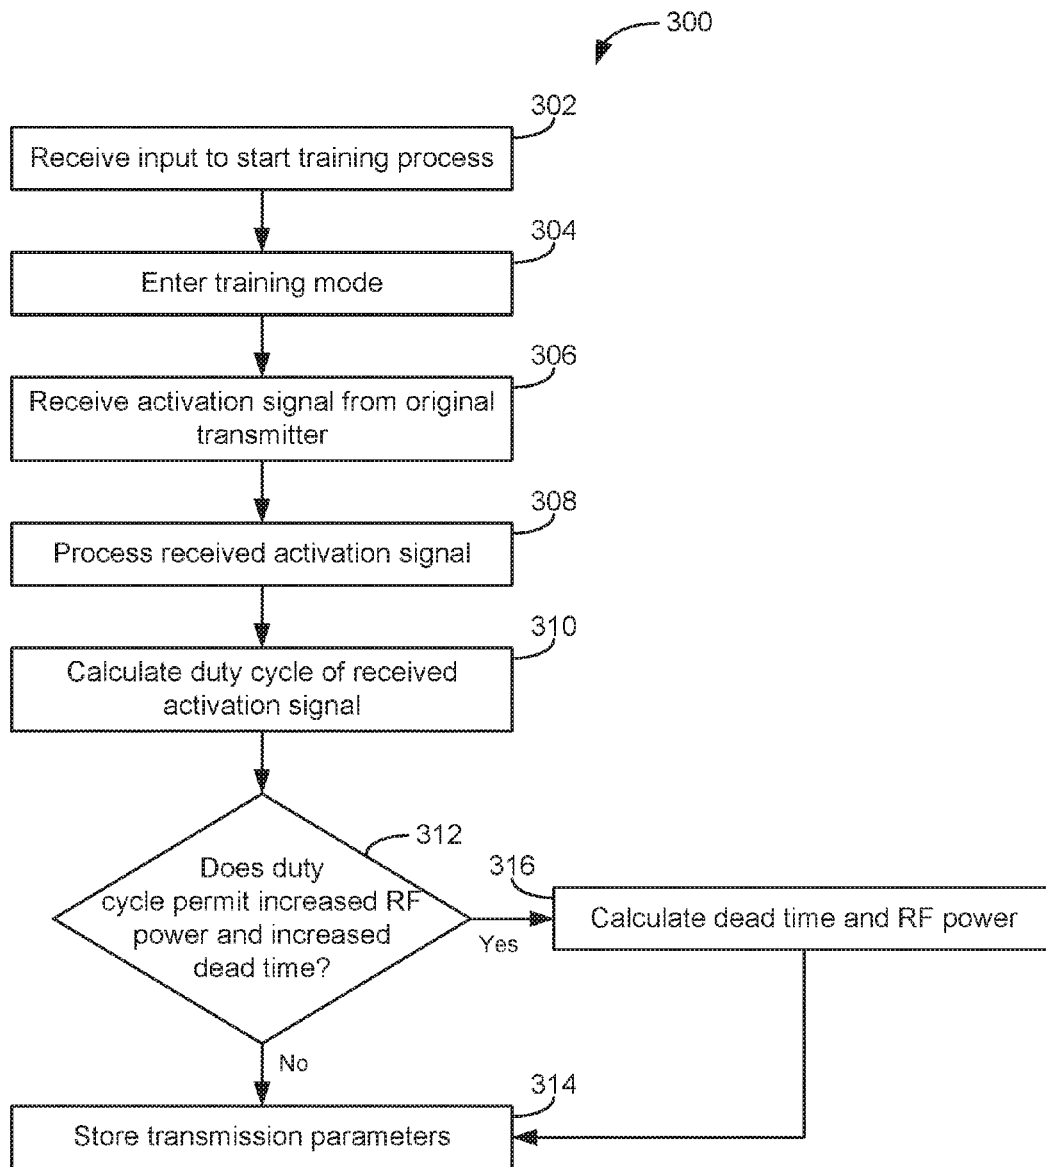 300
302
Receive input to start training process
304
Enter training mode
306
Receive activation signal from original
transmitter
308
Process received activation signal
310
Calculate duty cycle of received
activation signal
312
Does duty
cycle permit increased RF
power and increased
dead time?
Yes
316
Calculate dead time and RF power
No
314
Store transmission parameters